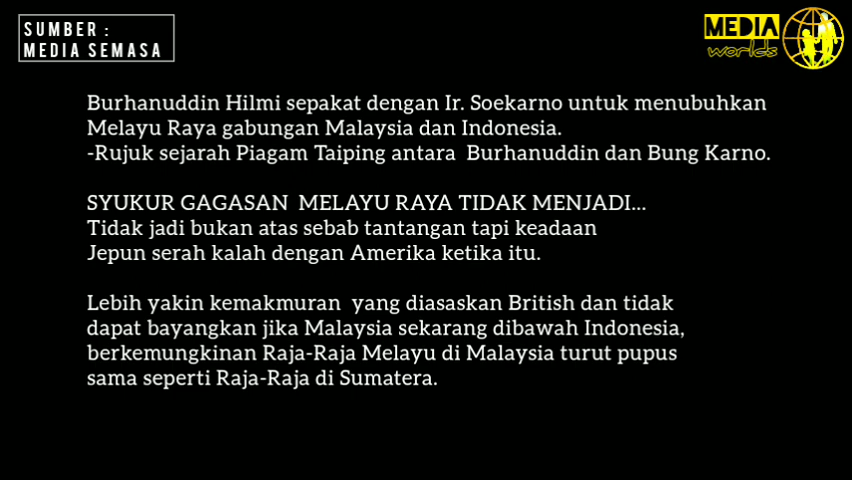 SUMBER :
MEDIA SEMASA
MEDIA
worlds
Burhanuddin Hilmi sepakat dengan Ir. Soekarno untuk menubuhkan
Melayu Raya gabungan Malaysia dan Indonesia.
-Rujuk sejarah Piagam Taiping antara Burhanuddin dan Bung Karno.
SYUKUR GAGASAN MELAYU RAYA TIDAK MENJADI...
Tidak jadi bukan atas sebab tantangan tapi keadaan
Jepun serah kalah dengan Amerika ketika itu.
Lebih yakin kemakmuran yang diasaskan British dan tidak
dapat bayangkan jika Malaysia sekarang dibawah Indonesia,
berkemungkinan Raja-Raja Melayu di Malaysia turut pupus
sama seperti Raja-Raja di Sumatera.